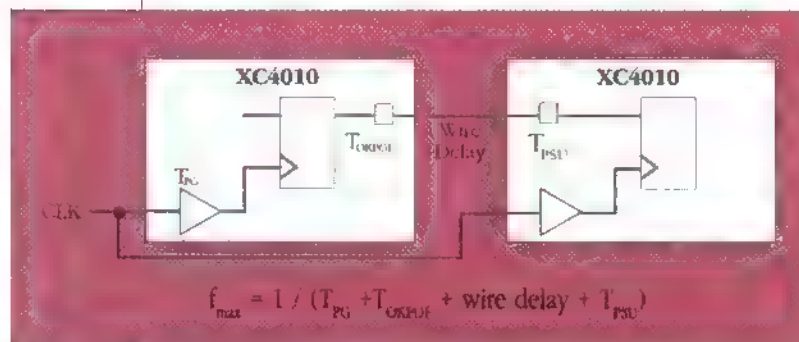 XC4010
XC4010
T_OKPOF
Wire
Delay
T_PSU
T_PG
CLK
f_max = 1 / (T_PG +T_OKPOF + wire delay + T_PSU)